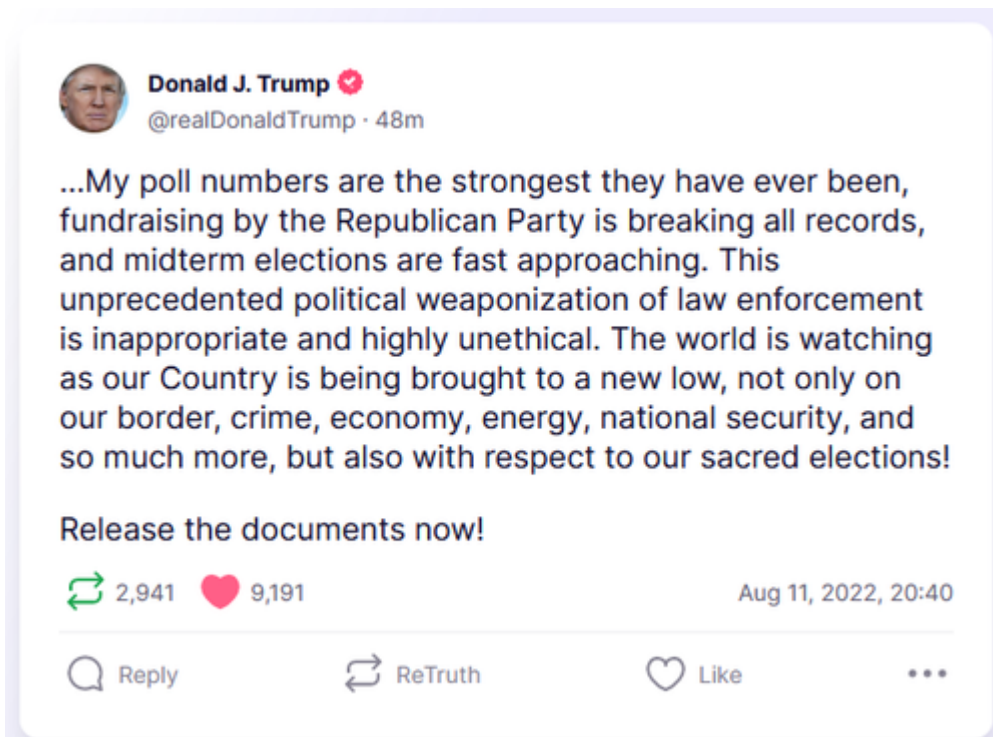 Donald J. Trump
@realDonaldTrump · 48m
...My poll numbers are the strongest they have ever been,
fundraising by the Republican Party is breaking all records,
and midterm elections are fast approaching. This
unprecedented political weaponization of law enforcement
is inappropriate and highly unethical. The world is watching
as our Country is being brought to a new low, not only on
our border, crime, economy, energy, national security, and
so much more, but also with respect to our sacred elections!
Release the documents now!
2,941 9,191 Aug 11, 2022, 20:40
Reply ReTruth Like